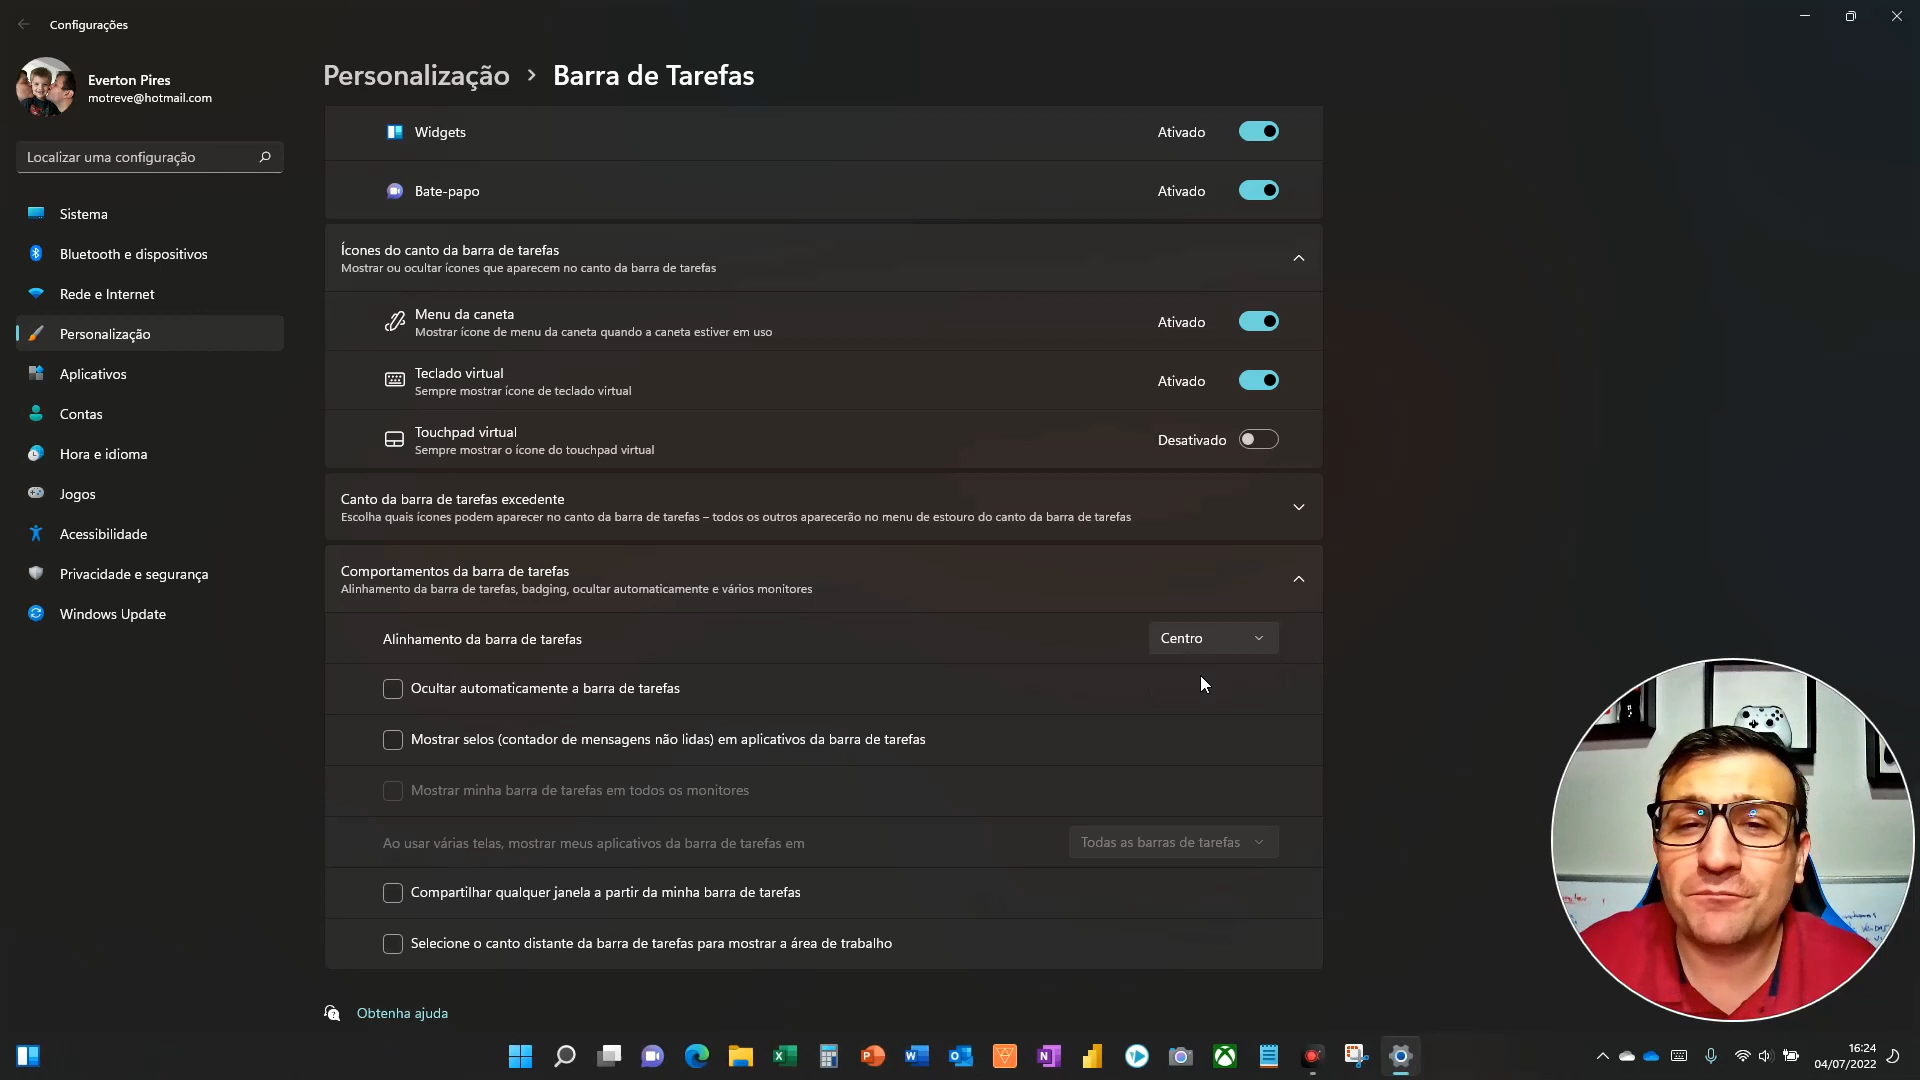 Configurações
Everton Pires
motreve@hotmail.com
Localizar uma configuração
Sistema
Bluetooth e dispositivos
Rede e Internet
Personalização
Aplicativos
Contas
Hora e idioma
Jogos
Acessibilidade
Privacidade e segurança
Windows Update
Personalização > Barra de Tarefas
Widgets Ativado
Bate-papo Ativado
Ícones do canto da barra de tarefas
Mostrar ou ocultar ícones que aparecem no canto da barra de tarefas
Menu da caneta
Mostrar ícone de menu da caneta quando a caneta estiver em uso
Ativado
Teclado virtual
Sempre mostrar ícone de teclado virtual
Ativado
Touchpad virtual
Sempre mostrar o ícone do touchpad virtual
Desativado
Canto da barra de tarefas excedente
Escolha quais ícones podem aparecer no canto da barra de tarefas – todos os outros aparecerão no menu de estouro do canto da barra de tarefas
Comportamentos da barra de tarefas
Alinhamento da barra de tarefas, badging, ocultar automaticamente e vários monitores
Alinhamento da barra de tarefas Centro
Ocultar automaticamente a barra de tarefas
Mostrar selos (contador de mensagens não lidas) em aplicativos da barra de tarefas
Mostrar minha barra de tarefas em todos os monitores
Ao usar várias telas, mostrar meus aplicativos da barra de tarefas em Todas as barras de tarefas
Compartilhar qualquer janela a partir da minha barra de tarefas
Selecione o canto distante da barra de tarefas para mostrar a área de trabalho
Obtenha ajuda
16:24
04/07/2022